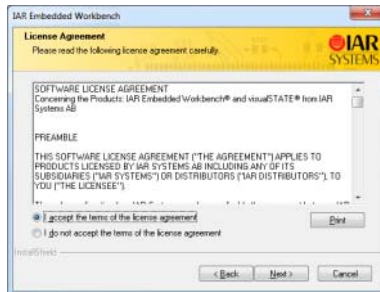 IAR Embedded Workbench
License Agreement
Please read the following license agreement carefully.
IAR
SYSTEMS
SOFTWARE LICENSE AGREEMENT
Concerning the Products: IAR Embedded Workbench® and visualSTATE® from IAR
Systems AB
PREAMBLE
THIS SOFTWARE LICENSE AGREEMENT ("THE AGREEMENT") APPLIES TO
PRODUCTS LICENSED BY IAR SYSTEMS AB INCLUDING ANY OF ITS
SUBSIDIARIES ("IAR SYSTEMS") OR DISTRIBUTORS ("IAR DISTRIBUTORS"), TO
YOU ("THE LICENSEE").
I accept the terms of the license agreement
Print
I do not accept the terms of the license agreement
InstallShield
< Back
Next >
Cancel